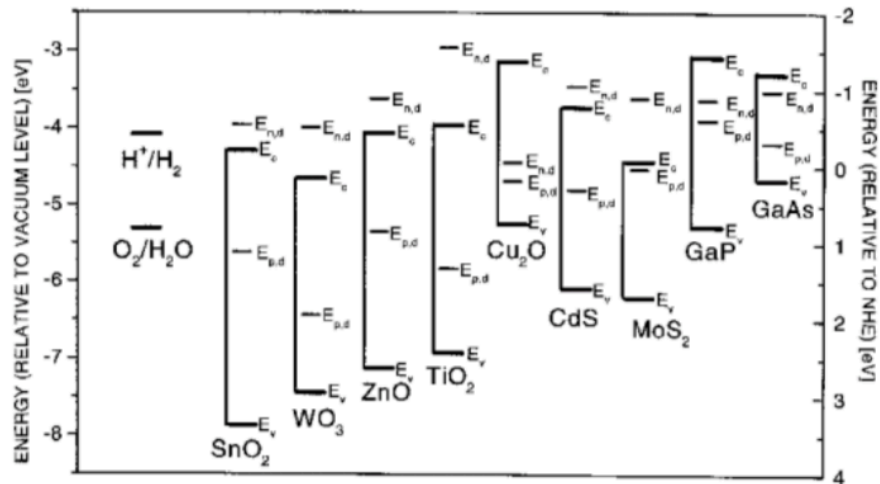 ENERGY (RELATIVE TO VACUUM LEVEL) [eV]
-3
-4
-5
-6
-7
-8
H⁺/H₂
O₂/H₂O
E_n,d
E_c
E_p,d
E_v
SnO₂
E_n,d
E_c
E_p,d
E_v
WO₃
E_n,d
E_c
E_p,d
E_v
ZnO
E_n,d
E_c
E_p,d
E_v
TiO₂
E_c
E_n,d
E_p,d
E_v
Cu₂O
E_n,d
E_c
E_p,d
E_v
CdS
E_n,d
E_c
E_p,d
E_v
MoS₂
E_c
E_n,d
E_p,d
E_v
GaP
E_c
E_n,d
E_p,d
E_v
GaAs
-2
-1
0
1
2
3
4
ENERGY (RELATIVE TO NHE) [eV]